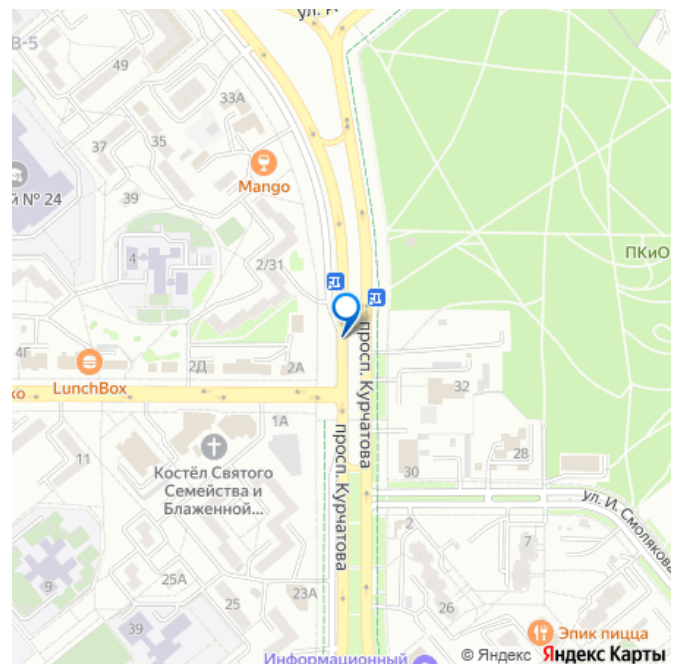 В-5
49
33А
37
35
Mango
й № 24
39
ПКиО
4
2/31
просп. Курчатова
4Г
2Д
2А
32
LunchBox
ко
1А
просп. Курчатова
11
Костёл Святого
Семейства и
Блаженной...
30
28
ул. И. Смолякова
2
7
9
25А
23А
25
26
39
Эпик пицца
Информационный
© Яндекс Яндекс Карты